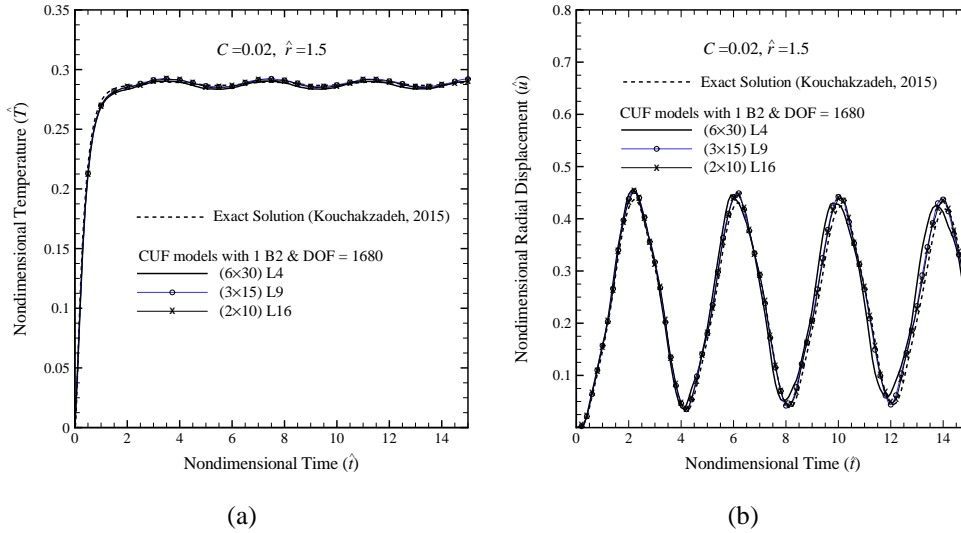 0.35
0.3
0.25
0.2
0.15
0.1
0.05
0
0 2 4 6 8 10 12 14
Nondimensional Temperature (T̂)
Nondimensional Time (t̂)
C =0.02, r̂ =1.5
Exact Solution (Kouchakzadeh, 2015)
CUF models with 1 B2 & DOF = 1680
(6×30) L4
(3×15) L9
(2×10) L16
(a)
0.8
0.7
0.6
0.5
0.4
0.3
0.2
0.1
0 2 4 6 8 10 12 14
Nondimensional Radial Displacement (û)
Nondimensional Time (t̂)
C =0.02, r̂ =1.5
Exact Solution (Kouchakzadeh, 2015)
CUF models with 1 B2 & DOF = 1680
(6×30) L4
(3×15) L9
(2×10) L16
(b)